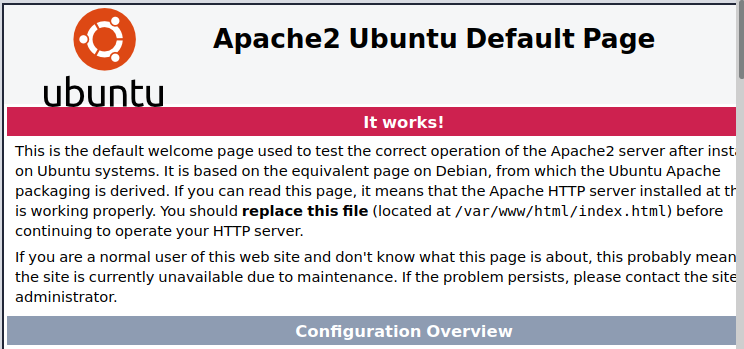 Apache2 Ubuntu Default Page
ubuntu
It works!
This is the default welcome page used to test the correct operation of the Apache2 server after
on Ubuntu systems. It is based on the equivalent page on Debian, from which the Ubuntu Apache
packaging is derived. If you can read this page, it means that the Apache HTTP server installed at
is working properly. You should replace this file (located at /var/www/html/index.html) before
continuing to operate your HTTP server.
If you are a normal user of this web site and don't know what this page is about, this probably
the site is currently unavailable due to maintenance. If the problem persists, please contact the site
administrator.
Configuration Overview